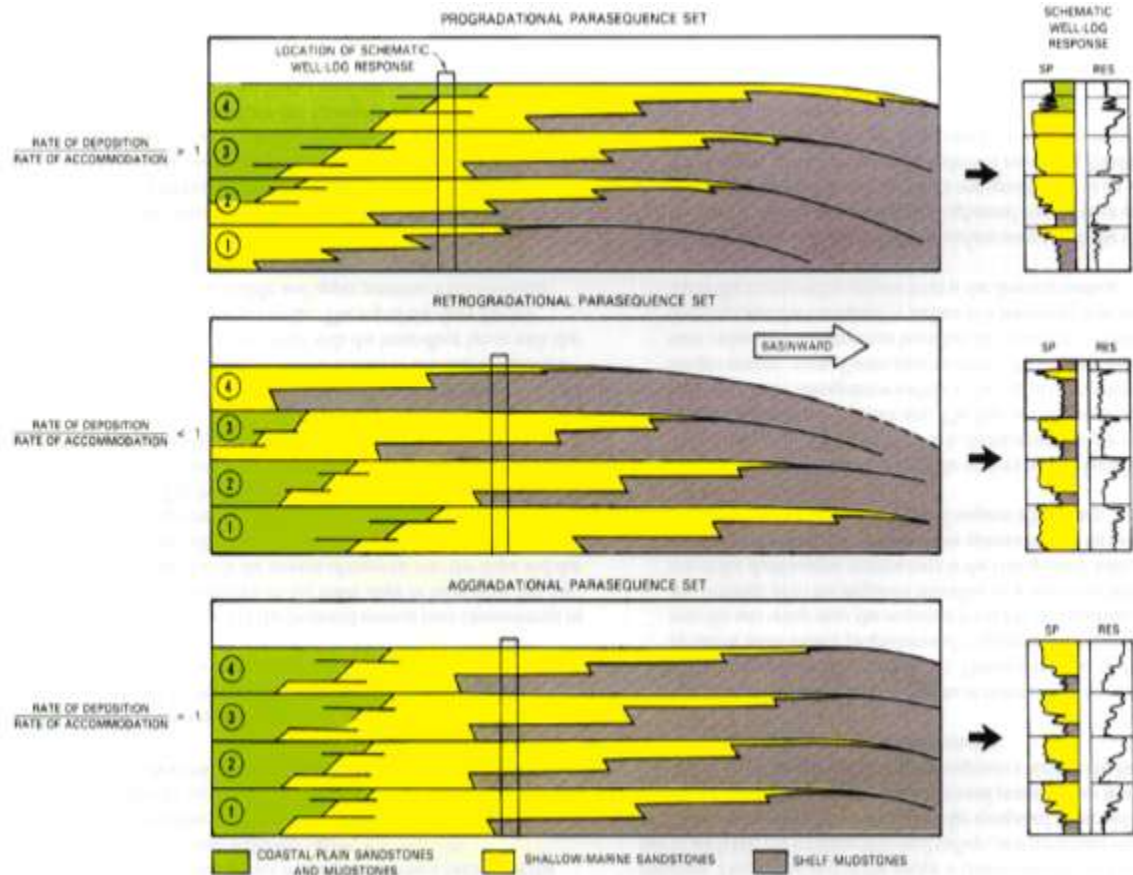 PROGRADATIONAL PARASEQUENCE SET
SCHEMATIC
WELL-LOG
RESPONSE
LOCATION OF SCHEMATIC
WELL-LOG RESPONSE
SP
RES
4
3
2
1
RATE OF DEPOSITION
RATE OF ACCOMMODATION
> 1
RETROGRADATIONAL PARASEQUENCE SET
BASINWARD
SP
RES
4
3
2
1
RATE OF DEPOSITION
RATE OF ACCOMMODATION
< 1
AGGRADATIONAL PARASEQUENCE SET
SP
RES
4
3
2
1
RATE OF DEPOSITION
RATE OF ACCOMMODATION
= 1
COASTAL-PLAIN SANDSTONES
AND MUDSTONES
SHALLOW-MARINE SANDSTONES
SHELF MUDSTONES